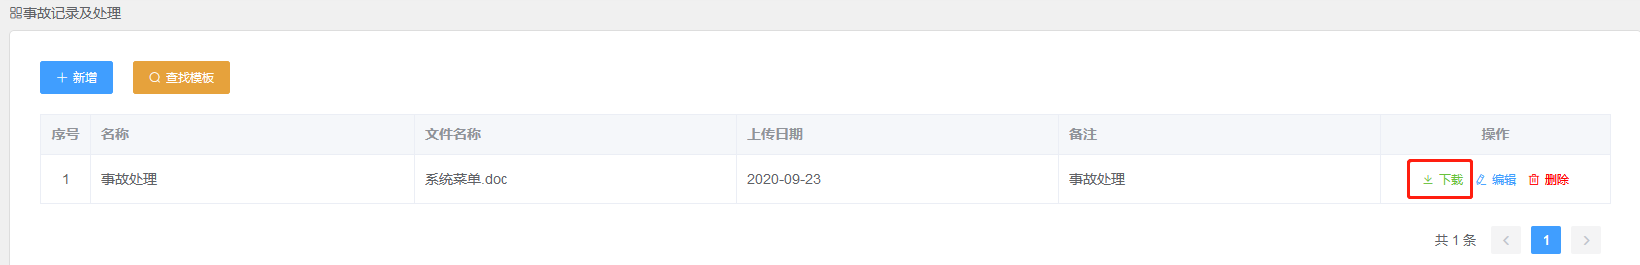 事故记录及处理
新增 查找模板
序号 名称 文件名称 上传日期 备注 操作
1 事故处理 系统菜单.doc 2020-09-23 事故处理 下载 编辑 删除
共 1 条 1